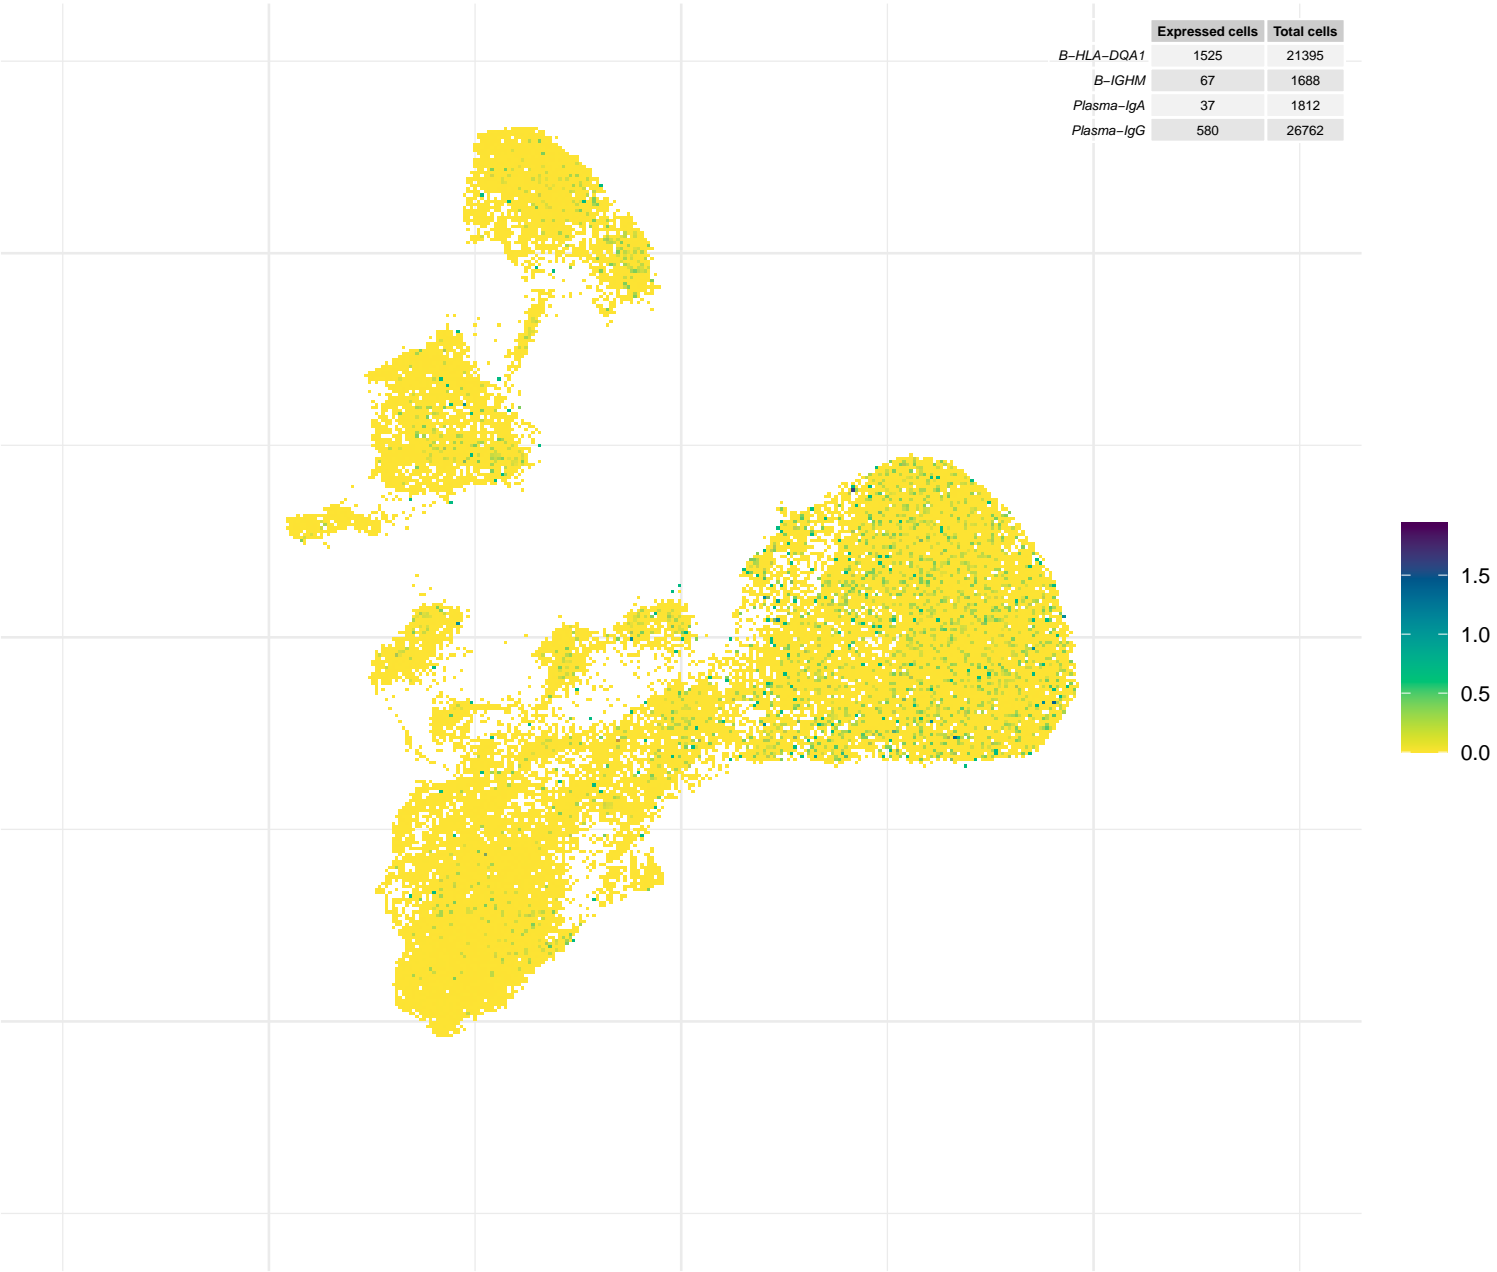 Expressed cells Total cells
B−HLA−DQA1 1525 21395
B−IGHM 67 1688
Plasma−IgA 37 1812
Plasma−IgG 580 26762
1.5
1.0
0.5
0.0